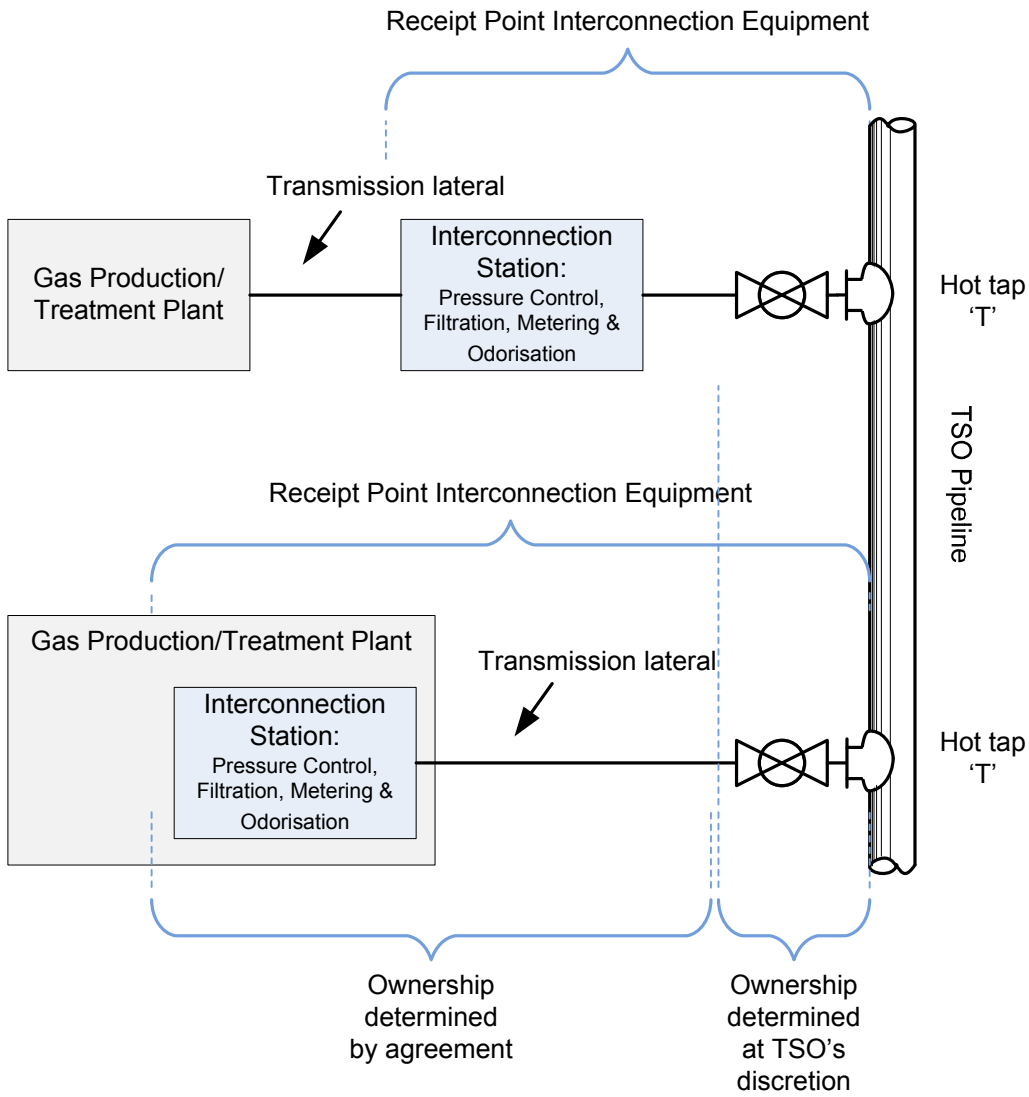 Receipt Point Interconnection Equipment
Transmission lateral
Gas Production/
Treatment Plant
Interconnection
Station:
Pressure Control,
Filtration, Metering &
Odorisation
Hot tap
‘T’
TSO Pipeline
Receipt Point Interconnection Equipment
Gas Production/Treatment Plant
Transmission lateral
Interconnection
Station:
Pressure Control,
Filtration, Metering &
Odorisation
Hot tap
‘T’
Ownership
determined
by agreement
Ownership
determined
at TSO’s
discretion